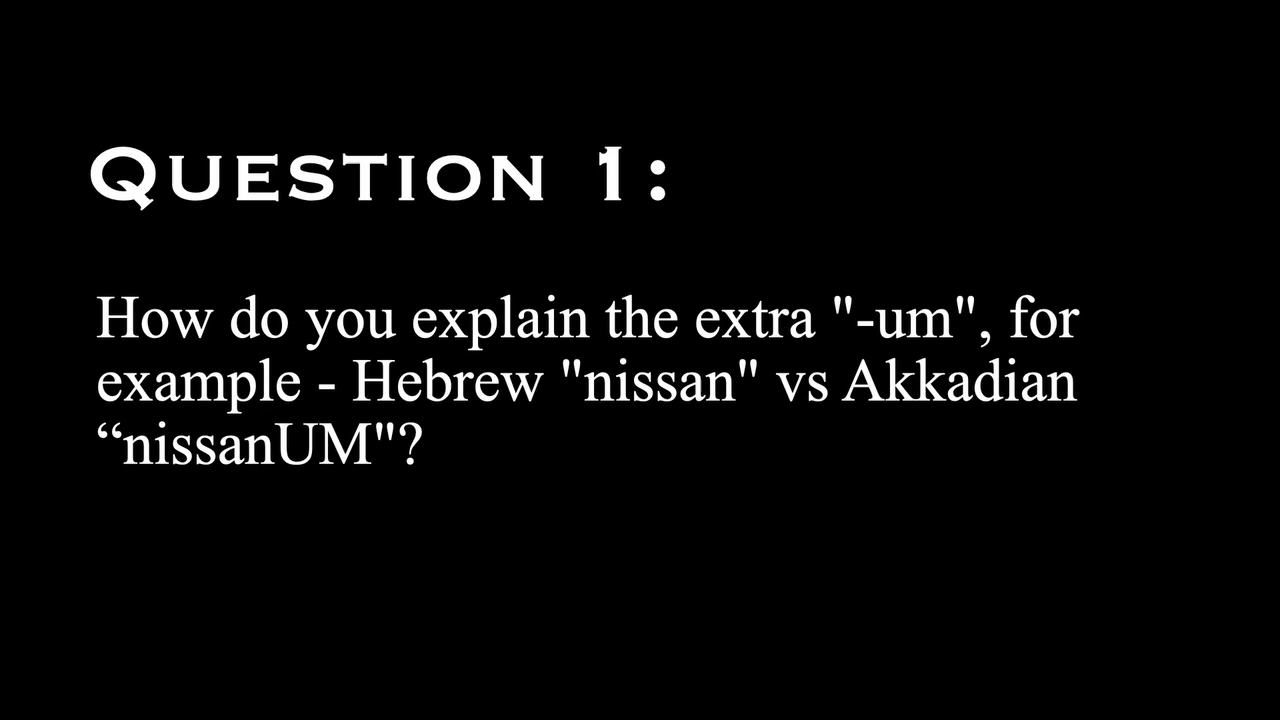 Question 1:
How do you explain the extra "-um", for
example - Hebrew "nissan" vs Akkadian
“nissanUM"?